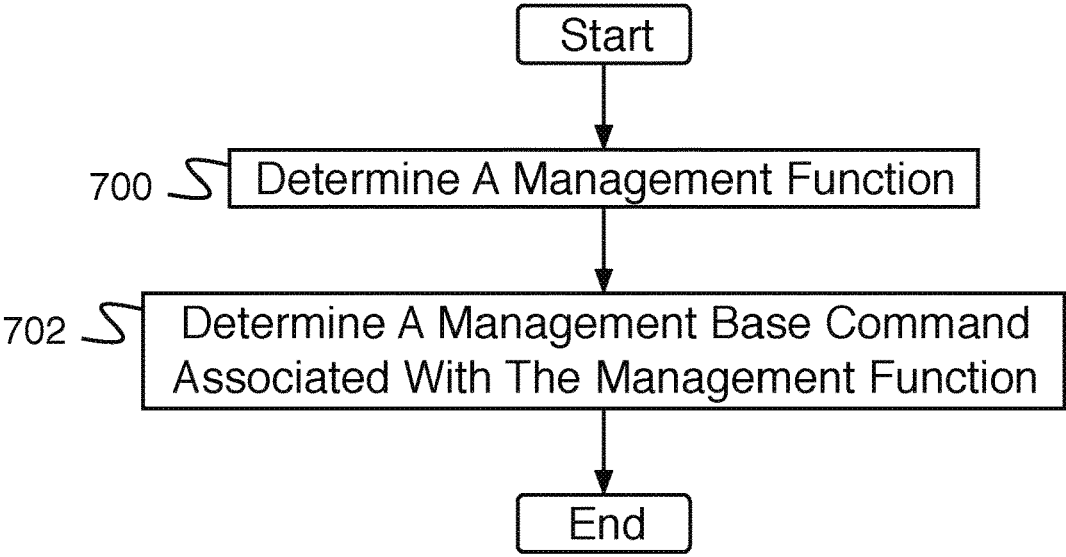 Start
700
Determine A Management Function
702
Determine A Management Base Command
Associated With The Management Function
End